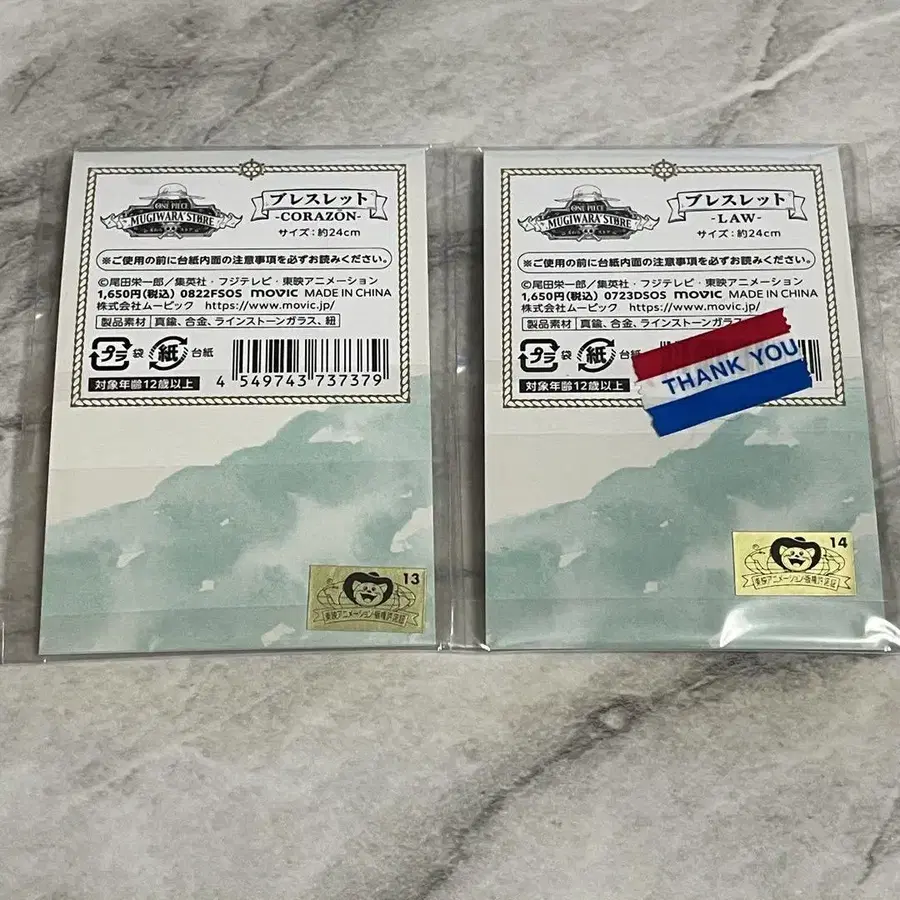 ONE PIECE
MUGIWARA STORE
ブレスレット
-CORAZON-
サイズ：約24cm
※ご使用の前に台紙内面の注意事項を必ずお読みください。
©尾田栄一郎／集英社・フジテレビ・東映アニメーション
1,650円(税込) 0822FSOS movic MADE IN CHINA
株式会社ムービック https://www.movic.jp/
製品素材 真鍮、合金、ラインストーンガラス、紐
プラ 袋 紙 台紙
対象年齢12歳以上
4 549743 737379
13
東映アニメーション・版権許諾証
ONE PIECE
MUGIWARA STORE
ブレスレット
-LAW-
サイズ：約24cm
※ご使用の前に台紙内面の注意事項を必ずお読みください。
©尾田栄一郎／集英社・フジテレビ・東映アニメーション
1,650円(税込) 0723DSOS movic MADE IN CHINA
株式会社ムービック https://www.movic.jp/
製品素材 真鍮、合金、ラインストーンガラス
プラ 袋 紙 台紙
対象年齢12歳以上
THANK YOU
14
東映アニメーション・版権許諾証